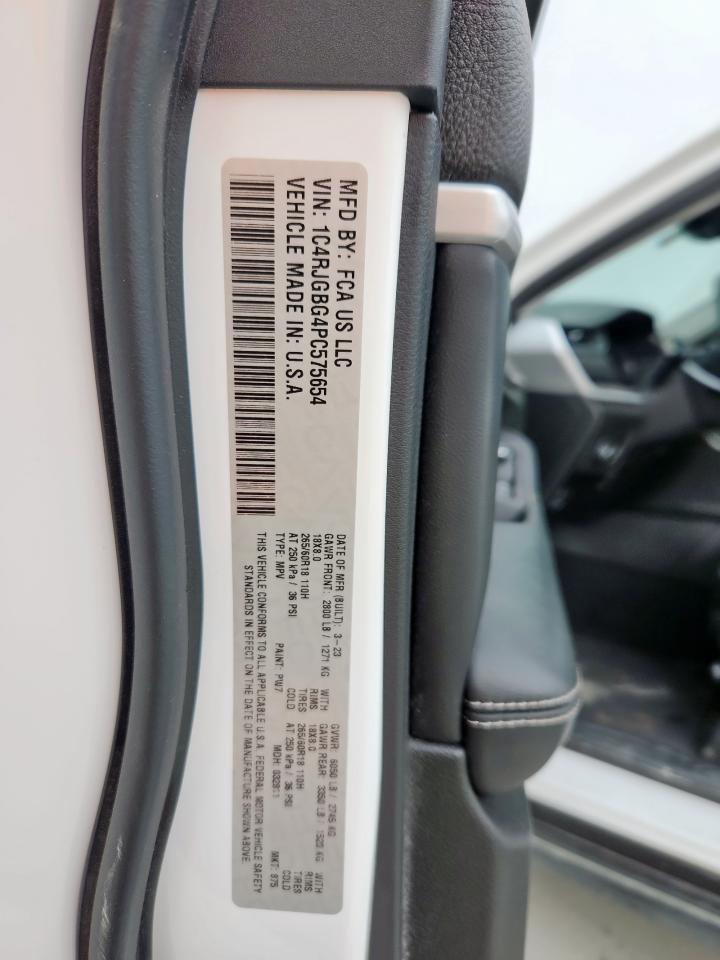 MFD BY: FCA US LLC
VIN: 1C4RJGBG4PC575654
VEHICLE MADE IN: U.S.A.
DATE OF MFR (BUILT): 3-23 GVWR: 6050 LB / 2745 KG
GAWR FRONT: 2800 LB / 1271 KG WITH GAWR REAR: 3350 LB / 1520 KG WITH
18X8.0 RIMS 18X8.0 RIMS
265/60R18 110H TIRES 265/60R18 110H TIRES
AT 250 kPa / 36 PSI COLD AT 250 kPa / 36 PSI COLD
TYPE: MPV PAINT: PW7 MDH: MKT: 875
THIS VEHICLE CONFORMS TO ALL APPLICABLE U.S.A. FEDERAL MOTOR VEHICLE SAFETY
STANDARDS IN EFFECT ON THE DATE OF MANUFACTURE SHOWN ABOVE.